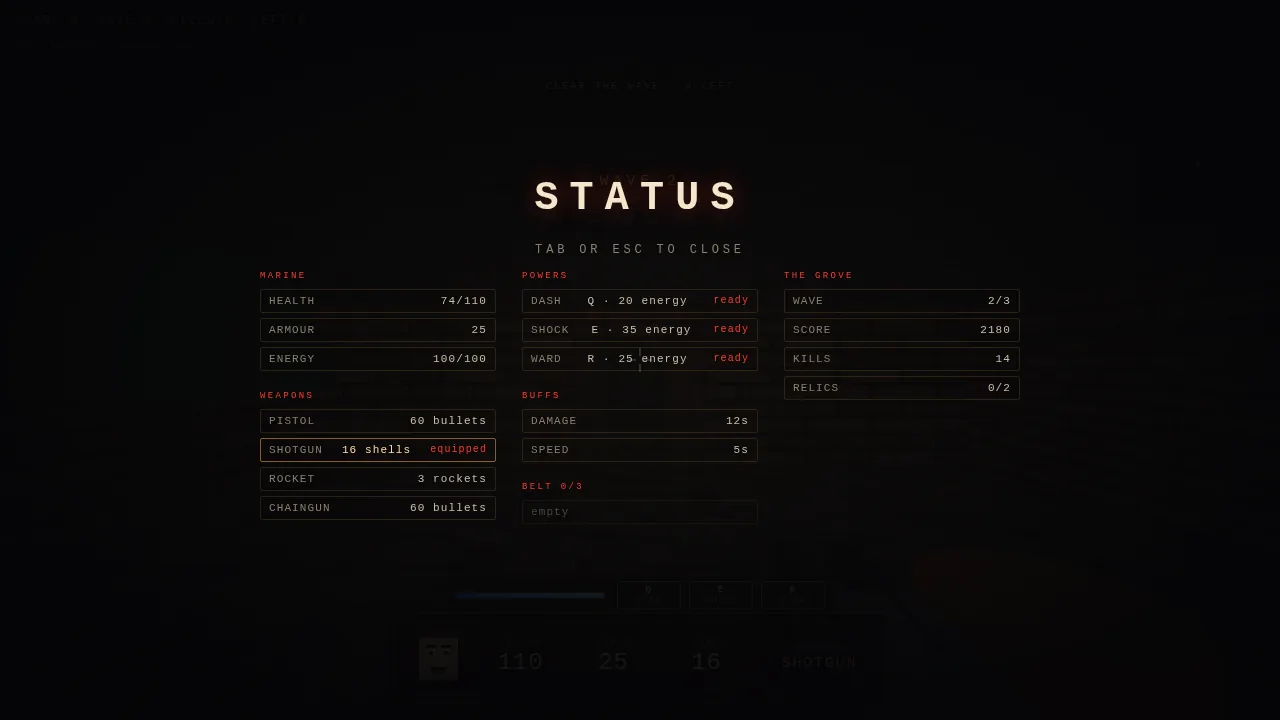 WAVE 2
STATUS
TAB OR ESC TO CLOSE
MARINE
HEALTH 74/110
ARMOUR 25
ENERGY 100/100
WEAPONS
PISTOL 60 bullets
SHOTGUN 16 shells equipped
ROCKET 3 rockets
CHAINGUN 60 bullets
POWERS
DASH Q · 20 energy ready
SHOCK E · 35 energy ready
WARD R · 25 energy ready
BUFFS
DAMAGE 12s
SPEED 5s
BELT 0/3
empty
THE GROVE
WAVE 2/3
SCORE 2180
KILLS 14
RELICS 0/2
110 25 16 SHOTGUN